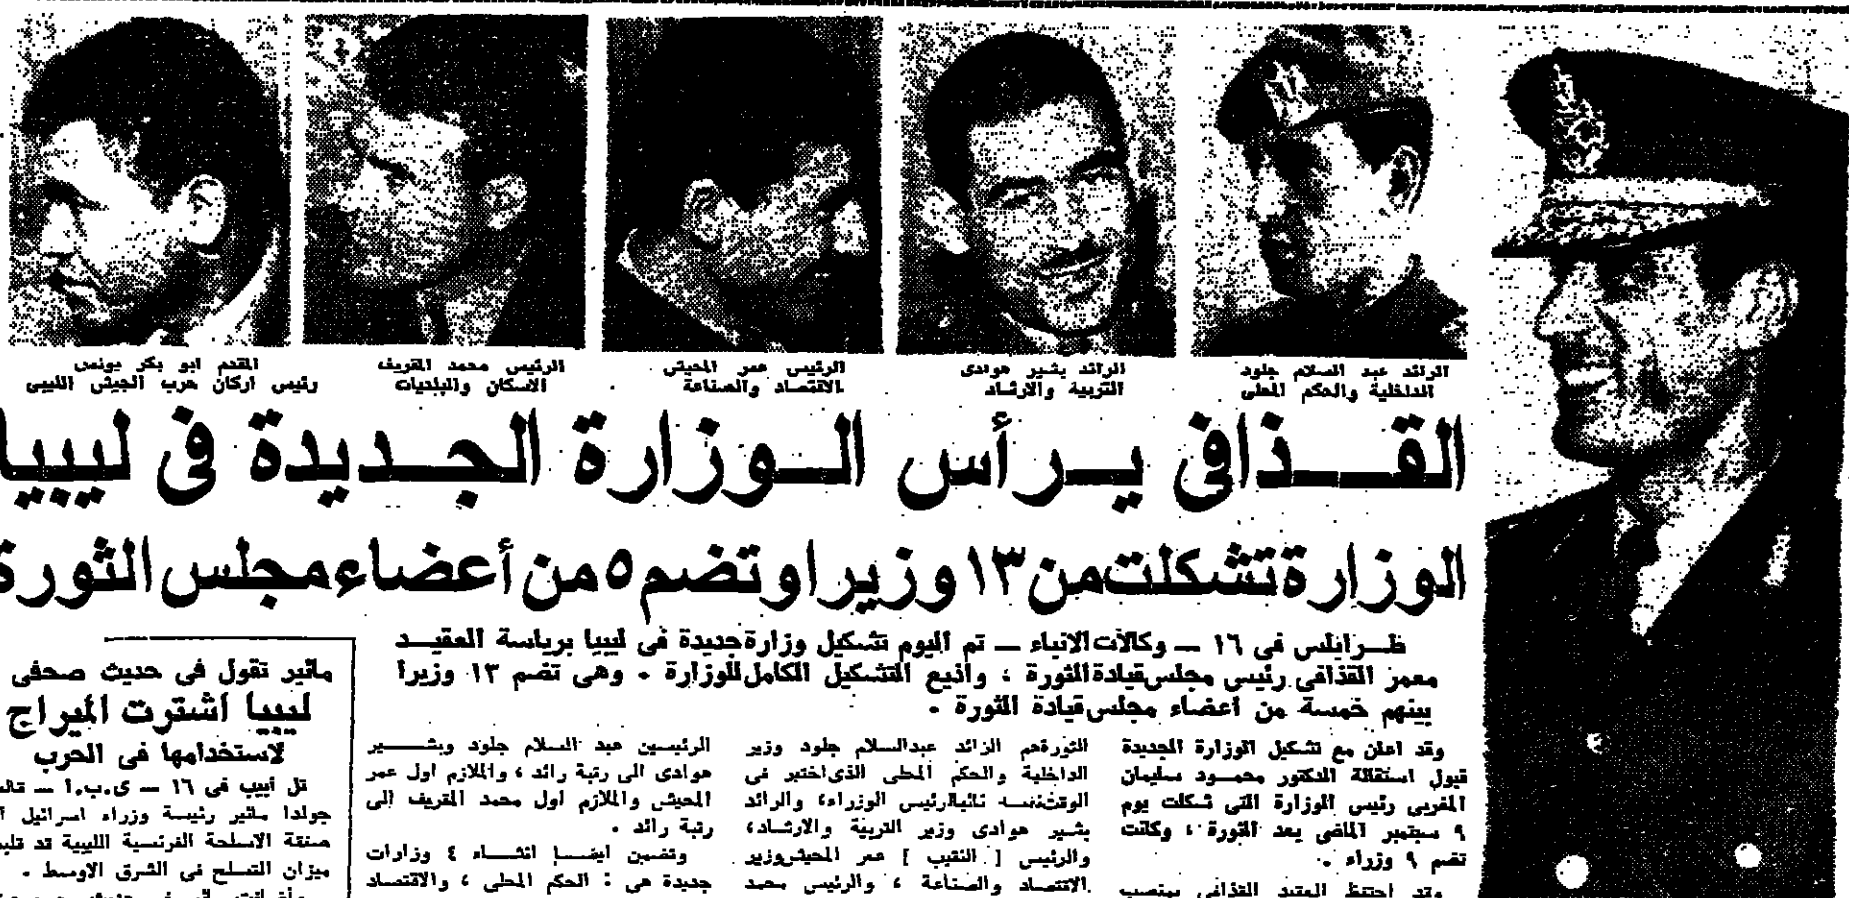 الرائد عبد السلام جلود
الداخلية والحكم المحلى
الرائد بشير هوادى
التربية والارشاد
الرئيس عمر المحيشى
الاقتصاد والصناعة
الرئيس محمد المقريف
الاسكان والبلديات
المقدم ابو بكر يونس
رئيس اركان حرب الجيش الليبى
القذافى يرأس الوزارة الجديدة فى ليبيا
الوزارة تشكلت من ١٣ وزيرا وتضم ٥ من أعضاء مجلس الثورة
طرابلس فى ١٦ — وكالات الانباء — تم اليوم تشكيل وزارة جديدة فى ليبيا برياسة العقيد
معمر القذافى رئيس مجلس قيادة الثورة ، واذيع التشكيل الكامل للوزارة . وهى تضم ١٣ وزيرا
بينهم خمسة من اعضاء مجلس قيادة الثورة .
وقد اعلن مع تشكيل الوزارة الجديدة
قبول استقالة الدكتور محمود سليمان
المغربى رئيس الوزارة التى شكلت يوم
٩ سبتمبر الماضى بعد الثورة ، وكانت
تضم ٩ وزراء .
وقد احتفظ العقيد القذافى بمنصب
الثورة هم الرائد عبدالسلام جلود وزير
الداخلية والحكم المحلى الذى اختير فى
الوقت نفسه نائبا لرئيس الوزراء، والرائد
بشير هوادى وزير التربية والارشاد،
والرئيس [ النقيب ] عمر المحيشى وزير
الاقتصاد والصناعة ، والرئيس محمد
الرئيسين عبد السلام جلود وبشير
هوادى الى رتبة رائد ، والملازم اول عمر
المحيشى والملازم اول محمد المقريف الى
رتبة رائد .
وتضمن ايضا انشاء ٤ وزارات
جديدة هى : الحكم المحلى ، والاقتصاد
مائير تقول فى حديث صحفى
ليبيا اشترت الميراج
لاستخدامها فى الحرب
تل ابيب فى ١٦ — ى.ب.ا —
جولدا مائير رئيسة وزراء اسرائيل
صفقة الاسلحة الفرنسية الليبية قد
ميزان التسلح فى الشرق الاوسط .